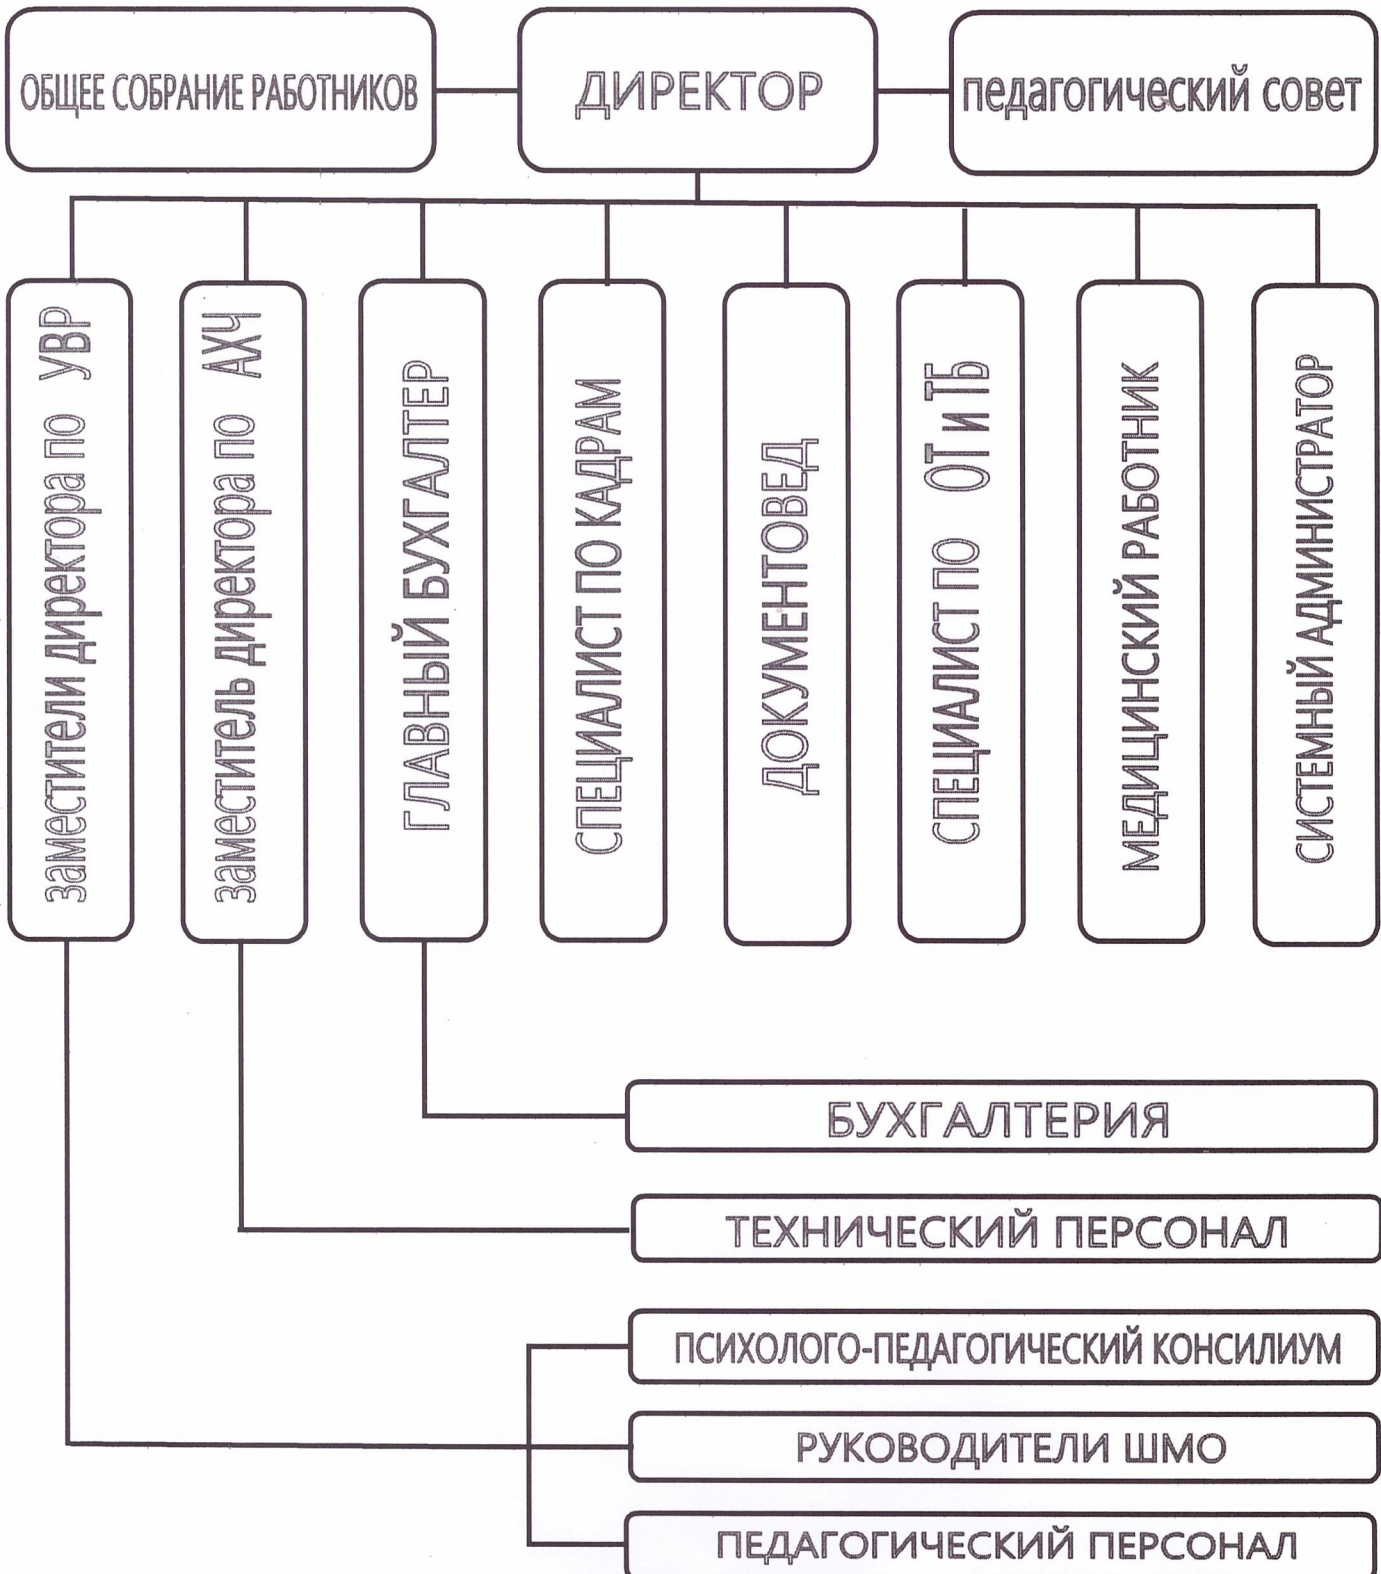 ОБЩЕЕ СОБРАНИЕ РАБОТНИКОВ
ДИРЕКТОР
педагогический совет
заместители директора по УВР
заместитель директора по АХЧ
ГЛАВНЫЙ БУХГАЛТЕР
СПЕЦИАЛИСТ ПО КАДРАМ
ДОКУМЕНТОВЕД
СПЕЦИАЛИСТ ПО ОТ и ТБ
МЕДИЦИНСКИЙ РАБОТНИК
СИСТЕМНЫЙ АДМИНИСТРАТОР
БУХГАЛТЕРИЯ
ТЕХНИЧЕСКИЙ ПЕРСОНАЛ
ПСИХОЛОГО-ПЕДАГОГИЧЕСКИЙ КОНСИЛИУМ
РУКОВОДИТЕЛИ ШМО
ПЕДАГОГИЧЕСКИЙ ПЕРСОНАЛ